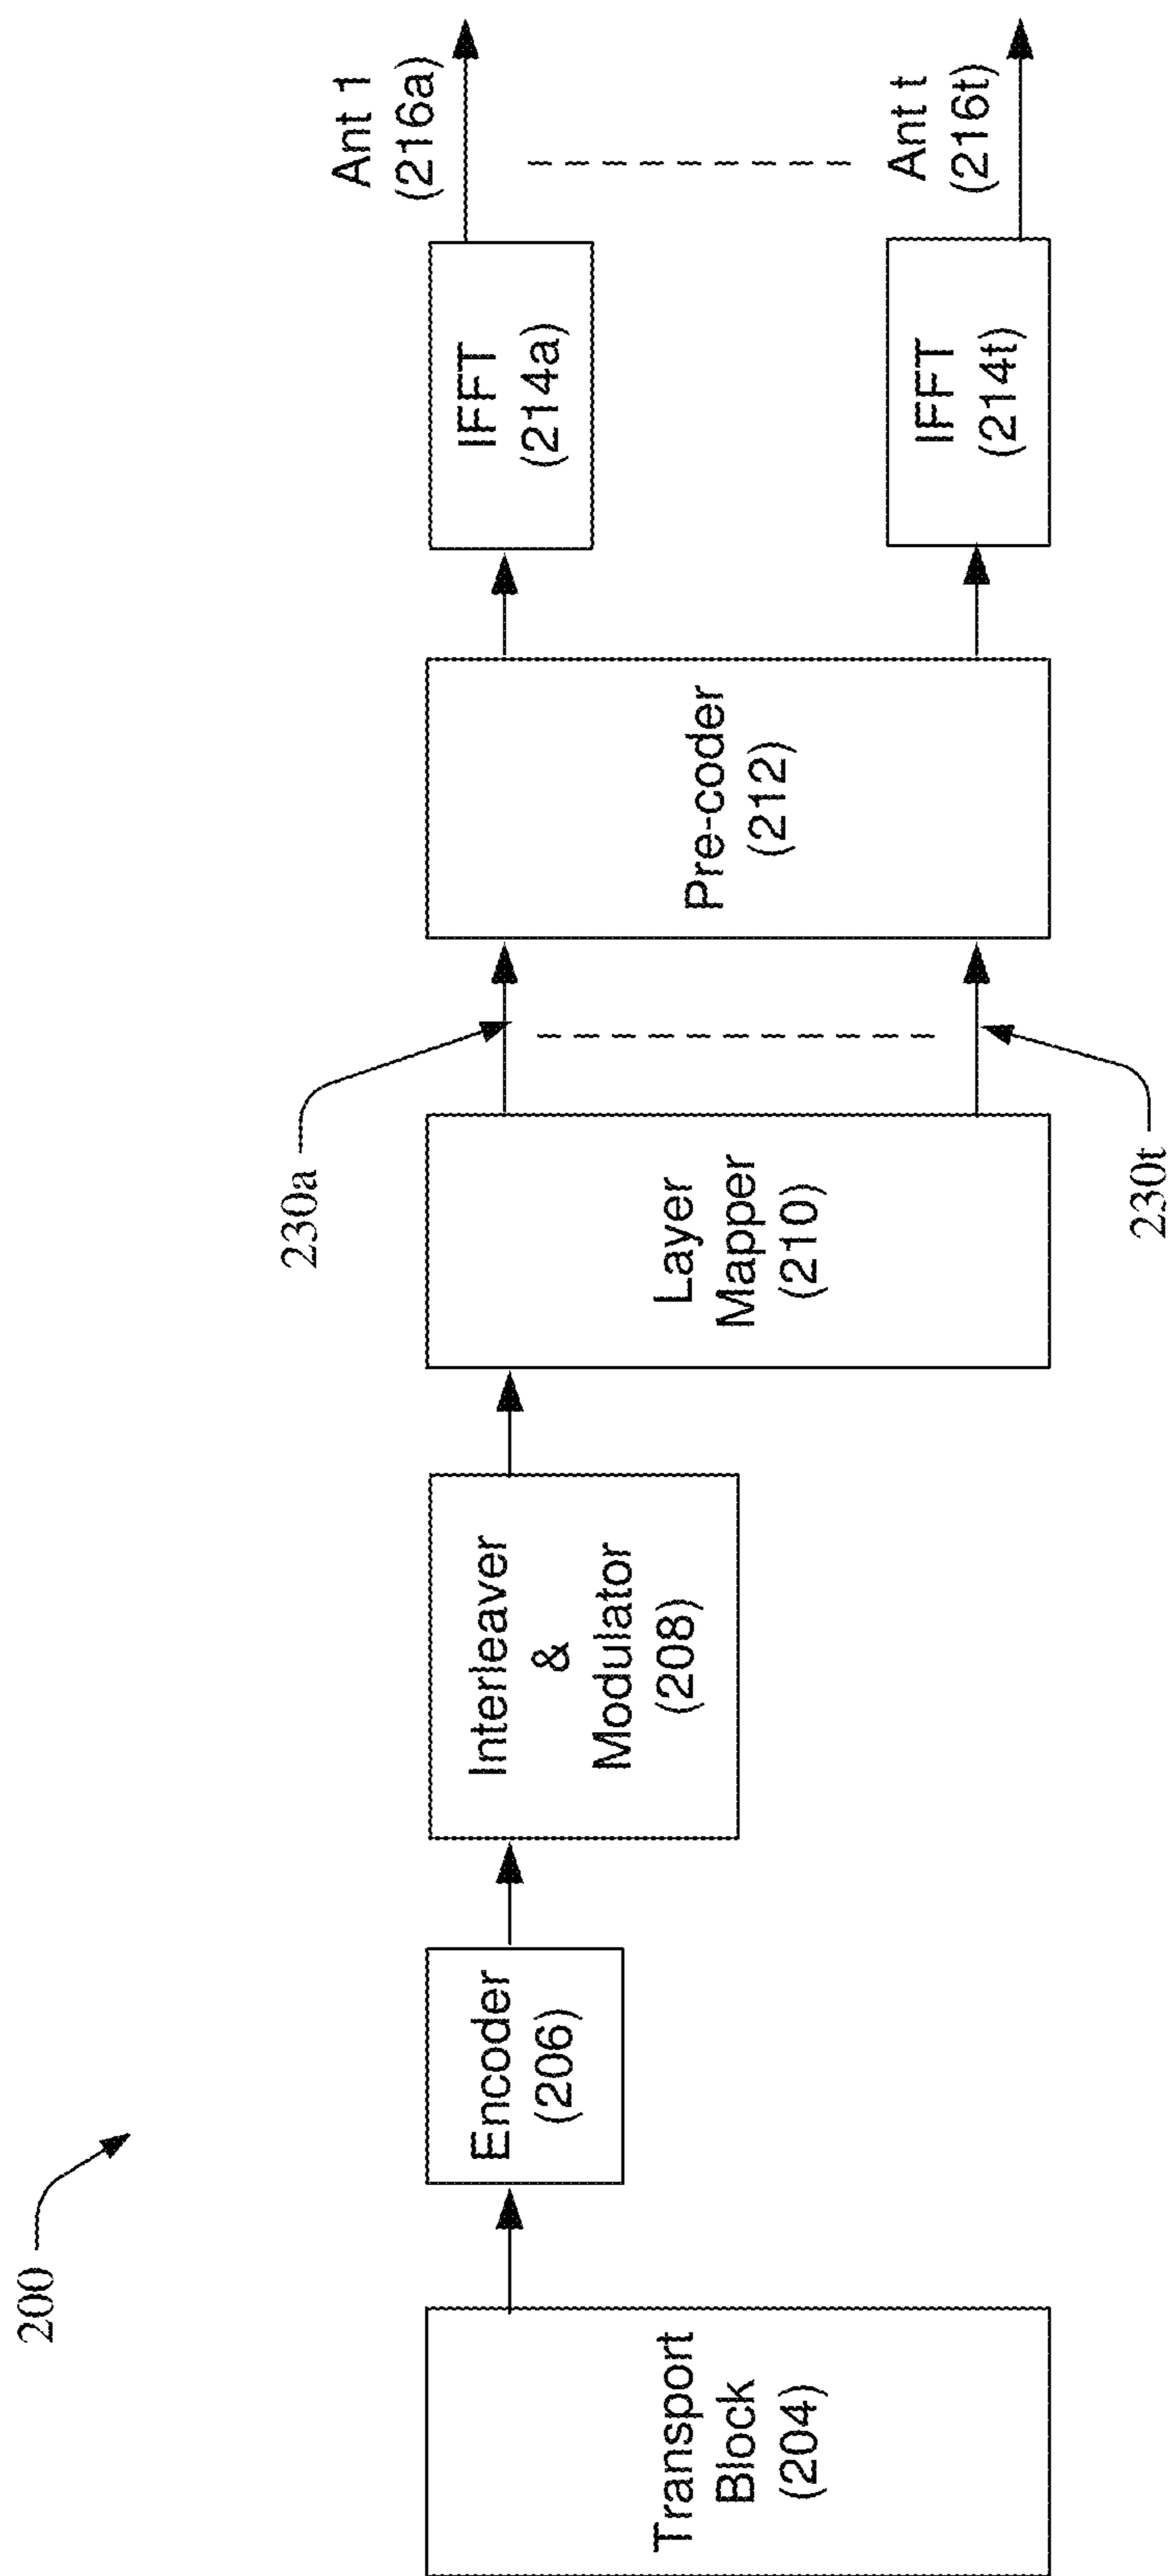 200
Transport
Block
(204)
Encoder
(206)
Interleaver
&
Modulator
(208)
Layer
Mapper
(210)
230a
230t
Pre-coder
(212)
IFFT
(214a)
IFFT
(214t)
Ant 1
(216a)
Ant t
(216t)